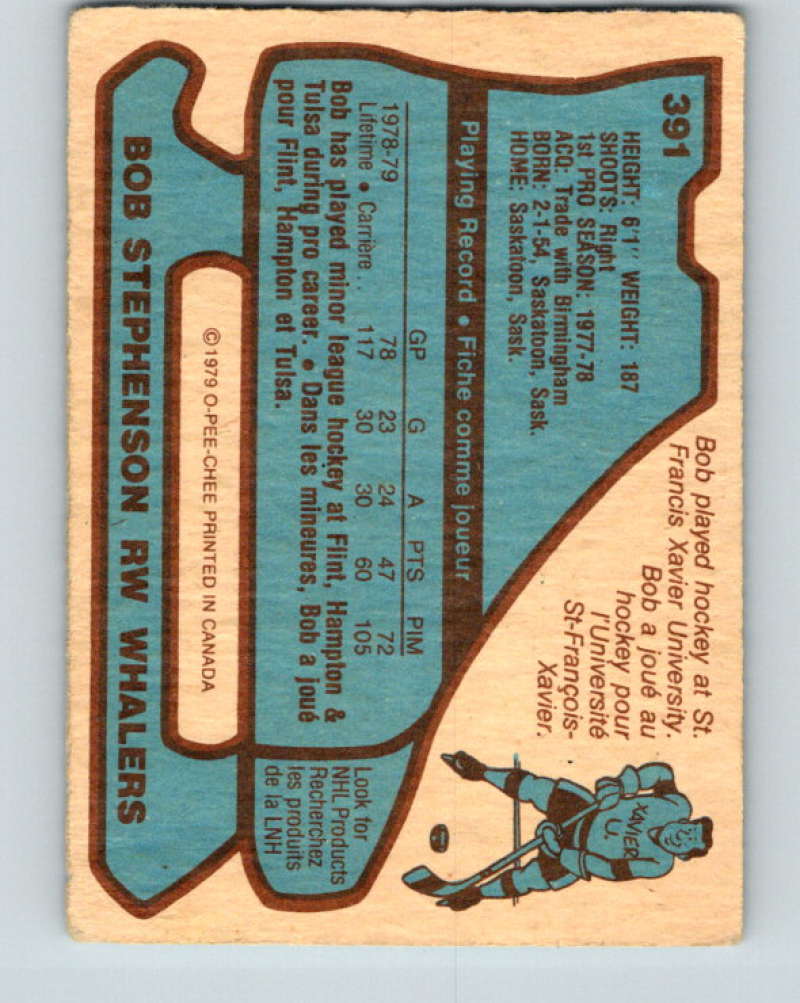 391
HEIGHT: 6'1" WEIGHT: 187
SHOOTS: Right
1st PRO SEASON: 1977-78
ACQ: Trade with Birmingham
BORN: 2-1-54, Saskatoon, Sask.
HOME: Saskatoon, Sask.
Bob played hockey at St.
Francis Xavier University.
Bob a joué au
hockey pour
l'Université
St-François-
Xavier.
XAVIER
U.
Playing Record • Fiche comme joueur
GP G A PTS PIM
1978-79 78 23 24 47 72
Lifetime • Carrière .. 117 30 30 60 105
Bob has played minor league hockey at Flint, Hampton &
Tulsa during pro career. • Dans les mineures, Bob a joué
pour Flint, Hampton et Tulsa.
Look for
NHL Products
Recherchez
les produits
de la LNH
©1979 O-PEE-CHEE PRINTED IN CANADA
BOB STEPHENSON RW WHALERS